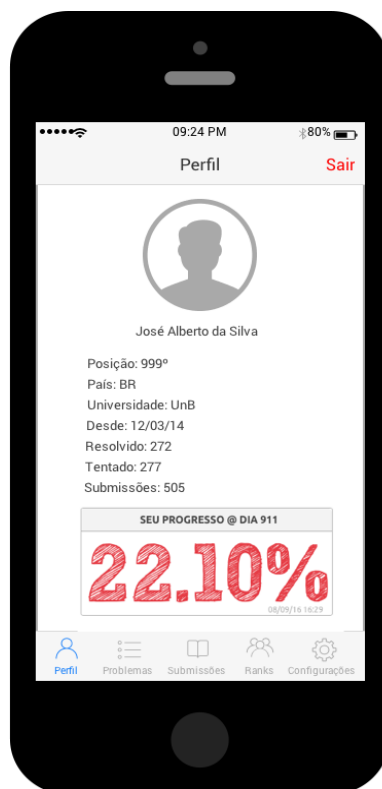 09:24 PM 80%
Perfil Sair
José Alberto da Silva
Posição: 999º
País: BR
Universidade: UnB
Desde: 12/03/14
Resolvido: 272
Tentado: 277
Submissões: 505
SEU PROGRESSO @ DIA 911
22.10%
08/09/16 16:29
Perfil Problemas Submissões Ranks Configurações